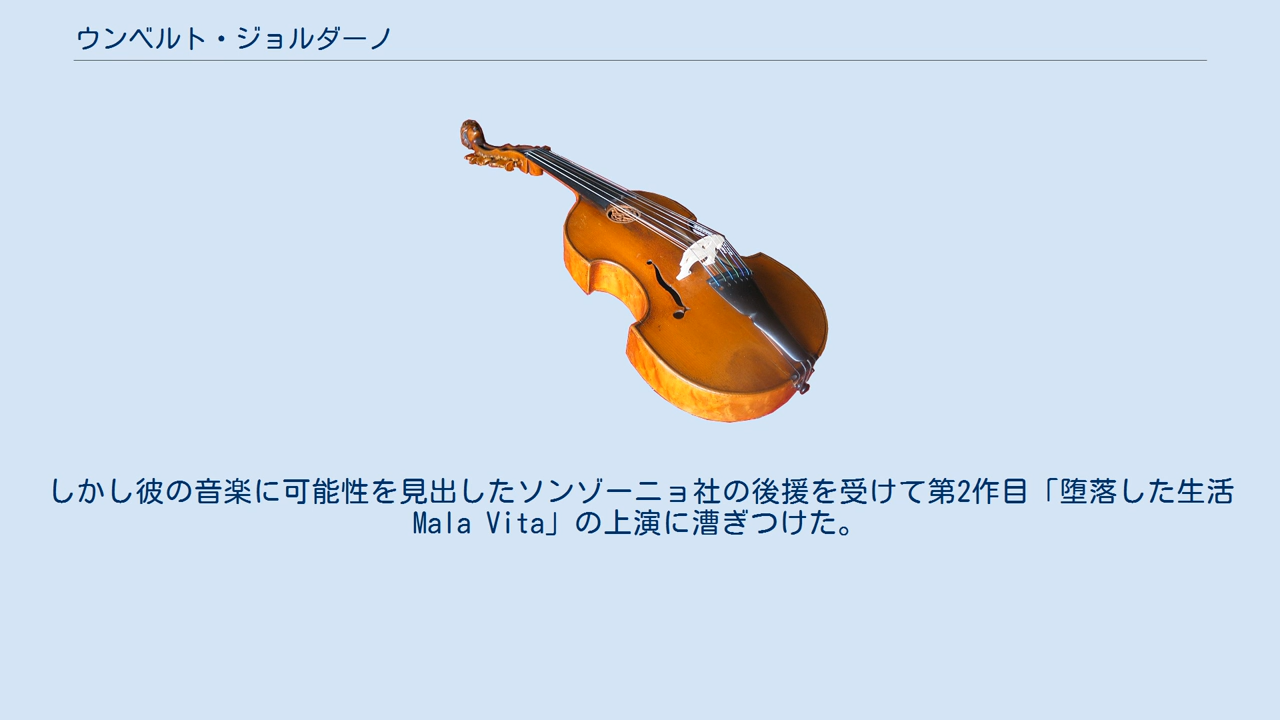 ウンベルト・ジョルダーノ
しかし彼の音楽に可能性を見出したソンゾーニョ社の後援を受けて第2作目「堕落した生活
Mala Vita」の上演に漕ぎつけた。